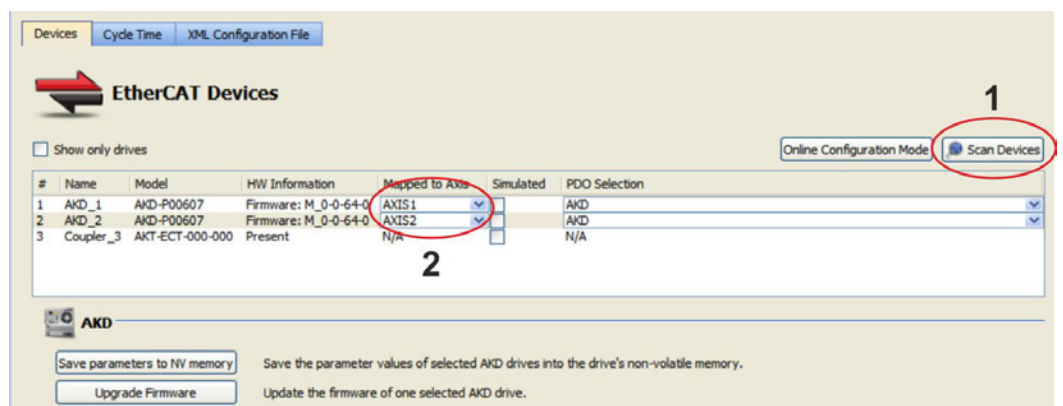 Devices Cycle Time XML Configuration File
EtherCAT Devices
1
Show only drives Online Configuration Mode Scan Devices
# Name Model HW Information Mapped to Axis Simulated PDO Selection
1 AKD_1 AKD-P00607 Firmware: M_0-0-64-0 AXIS1 AKD
2 AKD_2 AKD-P00607 Firmware: M_0-0-64-0 AXIS2 AKD
3 Coupler_3 AKT-ECT-000-000 Present N/A N/A
2
AKD
Save parameters to NV memory Save the parameter values of selected AKD drives into the drive's non-volatile memory.
Upgrade Firmware Update the firmware of one selected AKD drive.